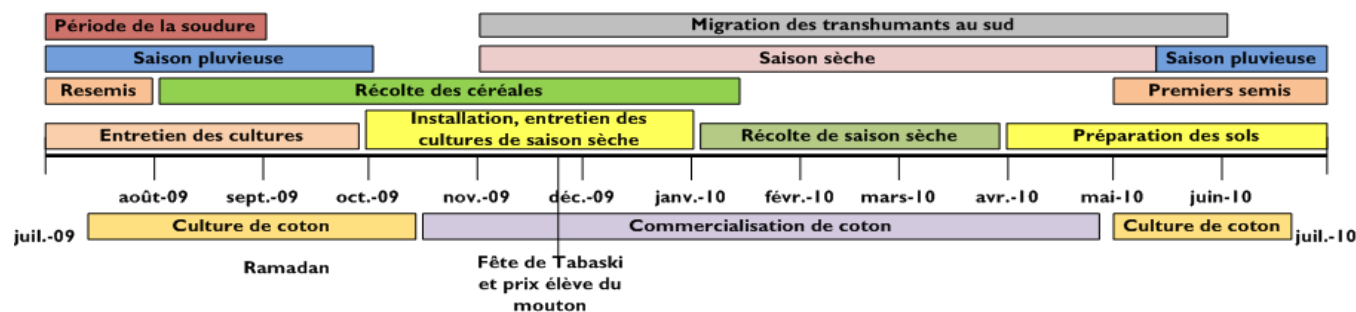 Période de la soudure
Migration des transhumants au sud
Saison pluvieuse
Saison sèche
Saison pluvieuse
Resemis
Récolte des céréales
Premiers semis
Entretien des cultures
Installation, entretien des
cultures de saison sèche
Récolte de saison sèche
Préparation des sols
août-09
sept.-09
oct.-09
nov.-09
déc.-09
janv.-10
févr.-10
mars-10
avr.-10
mai-10
juin-10
juil.-09
Culture de coton
Commercialisation de coton
Culture de coton
juil.-10
Ramadan
Fête de Tabaski
et prix élève du
mouton